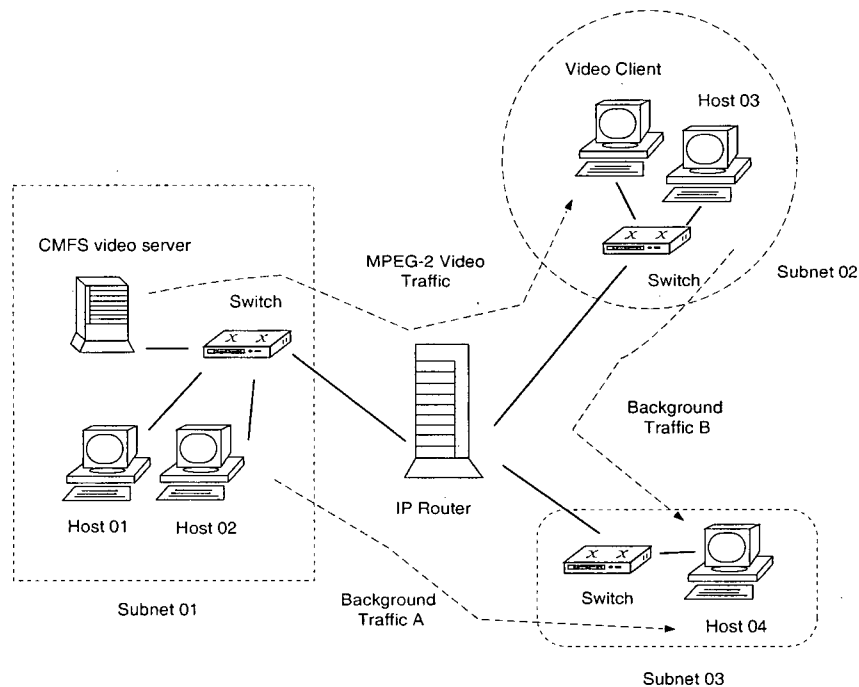 Video Client
Host 03
CMFS video server
MPEG-2 Video
Traffic
Switch
Subnet 02
Switch
Background
Traffic B
IP Router
Host 01
Host 02
Subnet 01
Background
Traffic A
Switch
Host 04
Subnet 03